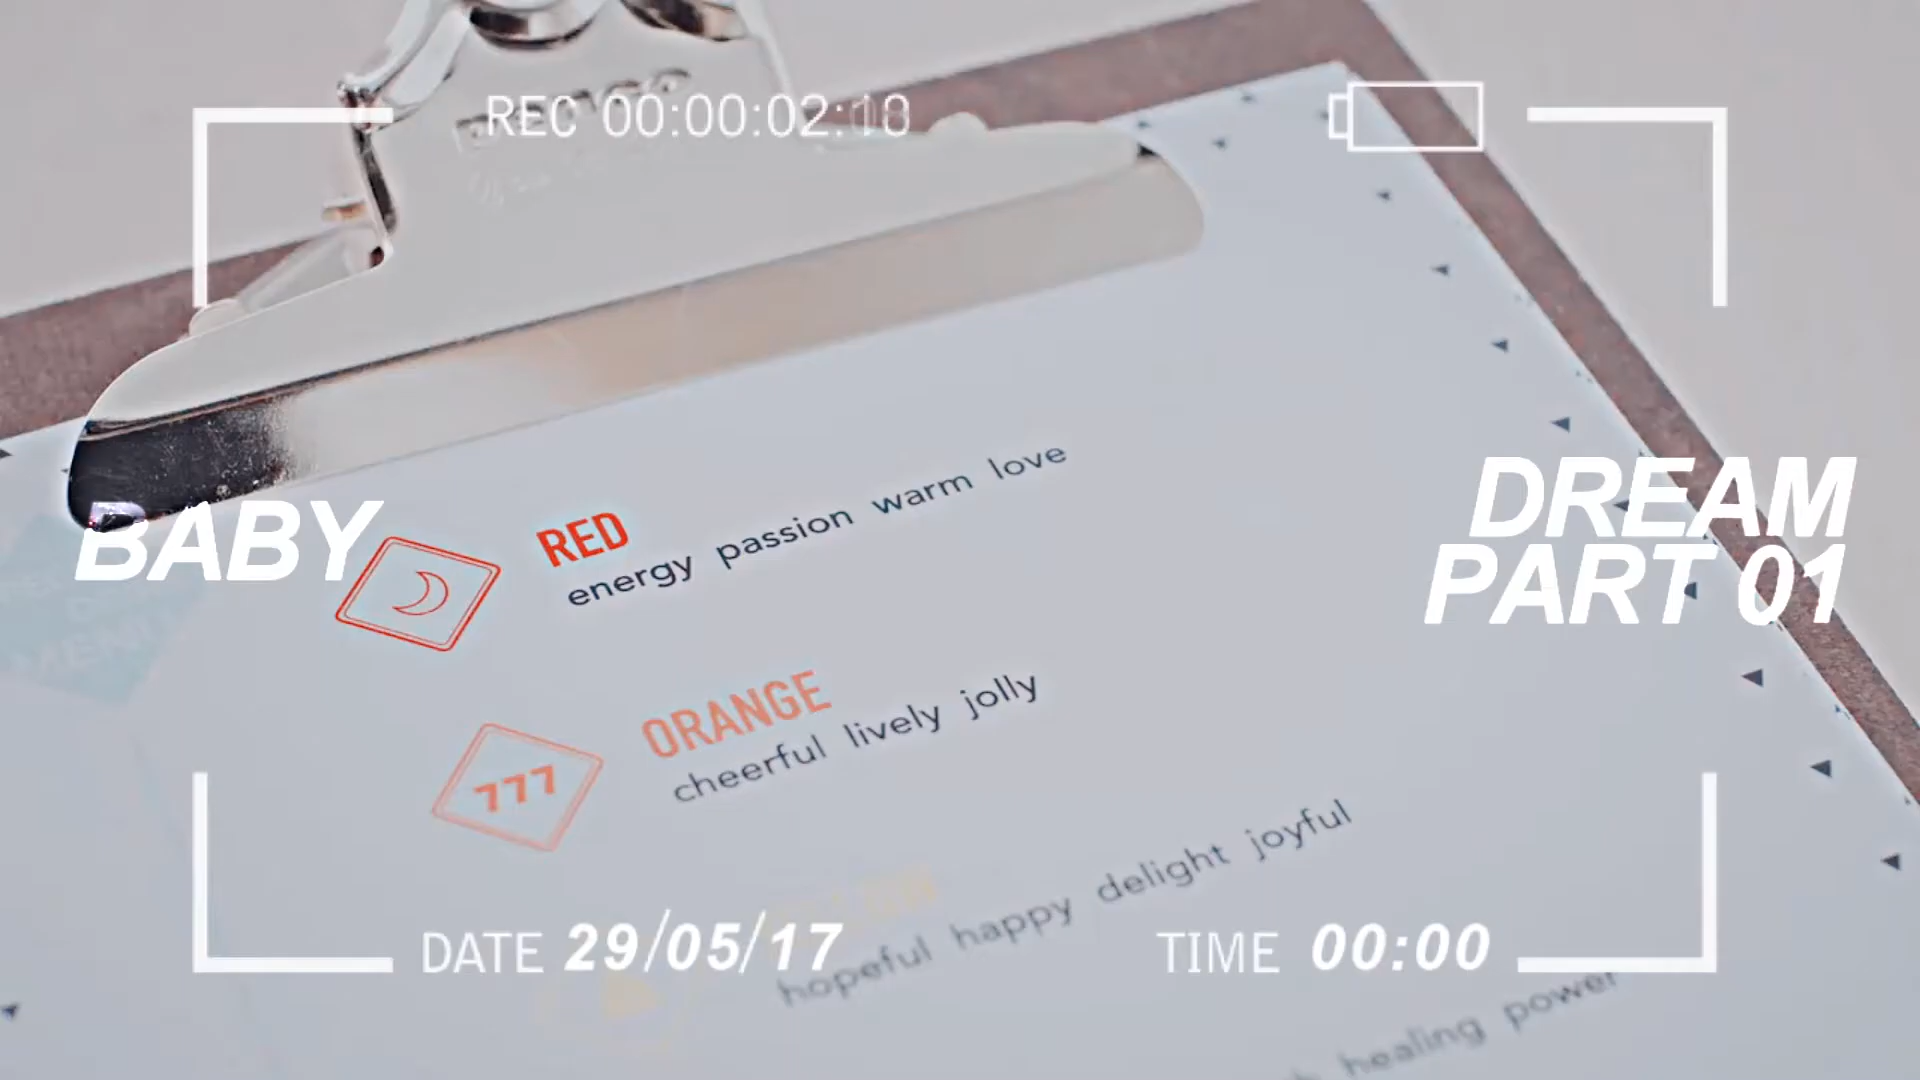 REC 00:00:02:18
BABY
DREAM
PART 01
RED
energy passion warm love
777
ORANGE
cheerful lively jolly
hopeful happy delight joyful
healing power
DATE 29/05/17
TIME 00:00